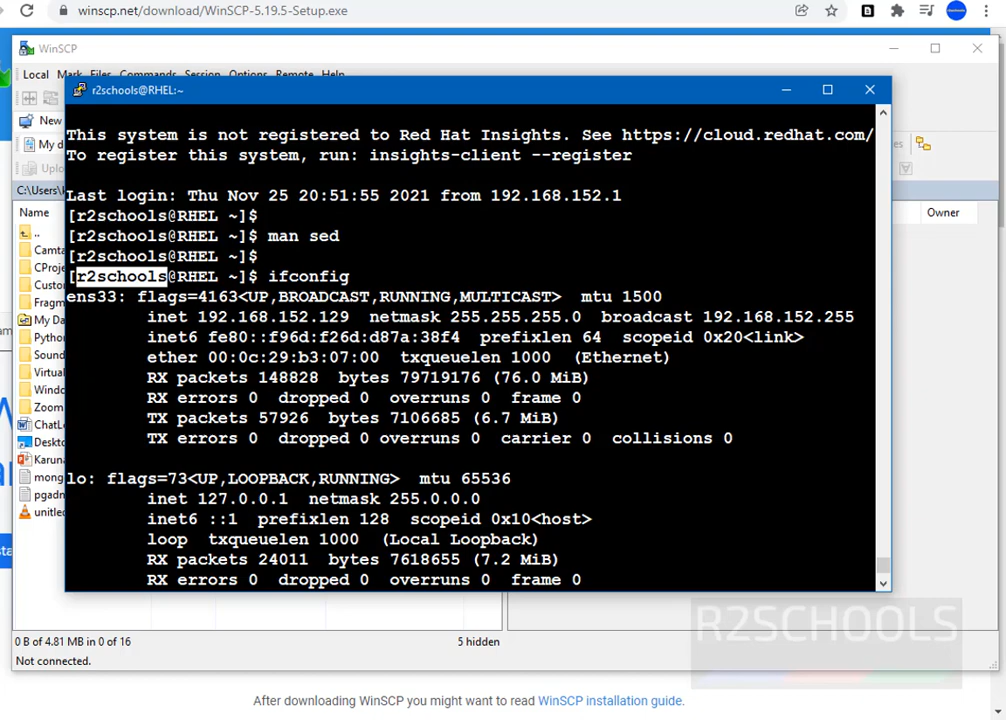 winscp.net/download/WinSCP-5.19.5-Setup.exe
WinSCP
Local Mark Files Commands Session Options Remote Help
r2schools@RHEL:~
New
My d
Uplo
C:\Users\
Name
Owner
..
Camta
CProje
Custo
Fragm
My Da
Python
Sound
Virtual
Windo
Zoom
ChatL
Deskto
Karuna
mong
pgadn
untitle
This system is not registered to Red Hat Insights. See https://cloud.redhat.com/
To register this system, run: insights-client --register
Last login: Thu Nov 25 20:51:55 2021 from 192.168.152.1
[r2schools@RHEL ~]$
[r2schools@RHEL ~]$ man sed
[r2schools@RHEL ~]$
[r2schools@RHEL ~]$ ifconfig
ens33: flags=4163<UP,BROADCAST,RUNNING,MULTICAST> mtu 1500
inet 192.168.152.129 netmask 255.255.255.0 broadcast 192.168.152.255
inet6 fe80::f96d:f26d:d87a:38f4 prefixlen 64 scopeid 0x20<link>
ether 00:0c:29:b3:07:00 txqueuelen 1000 (Ethernet)
RX packets 148828 bytes 79719176 (76.0 MiB)
RX errors 0 dropped 0 overruns 0 frame 0
TX packets 57926 bytes 7106685 (6.7 MiB)
TX errors 0 dropped 0 overruns 0 carrier 0 collisions 0
lo: flags=73<UP,LOOPBACK,RUNNING> mtu 65536
inet 127.0.0.1 netmask 255.0.0.0
inet6 ::1 prefixlen 128 scopeid 0x10<host>
loop txqueuelen 1000 (Local Loopback)
RX packets 24011 bytes 7618655 (7.2 MiB)
RX errors 0 dropped 0 overruns 0 frame 0
R2SCHOOLS
0 B of 4.81 MB in 0 of 16
5 hidden
Not connected.
After downloading WinSCP you might want to read WinSCP installation guide.